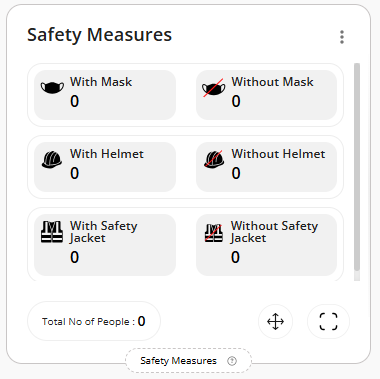 Safety Measures
With Mask
0
Without Mask
0
With Helmet
0
Without Helmet
0
With Safety
Jacket
0
Without Safety
Jacket
0
Total No of People : 0
Safety Measures ?